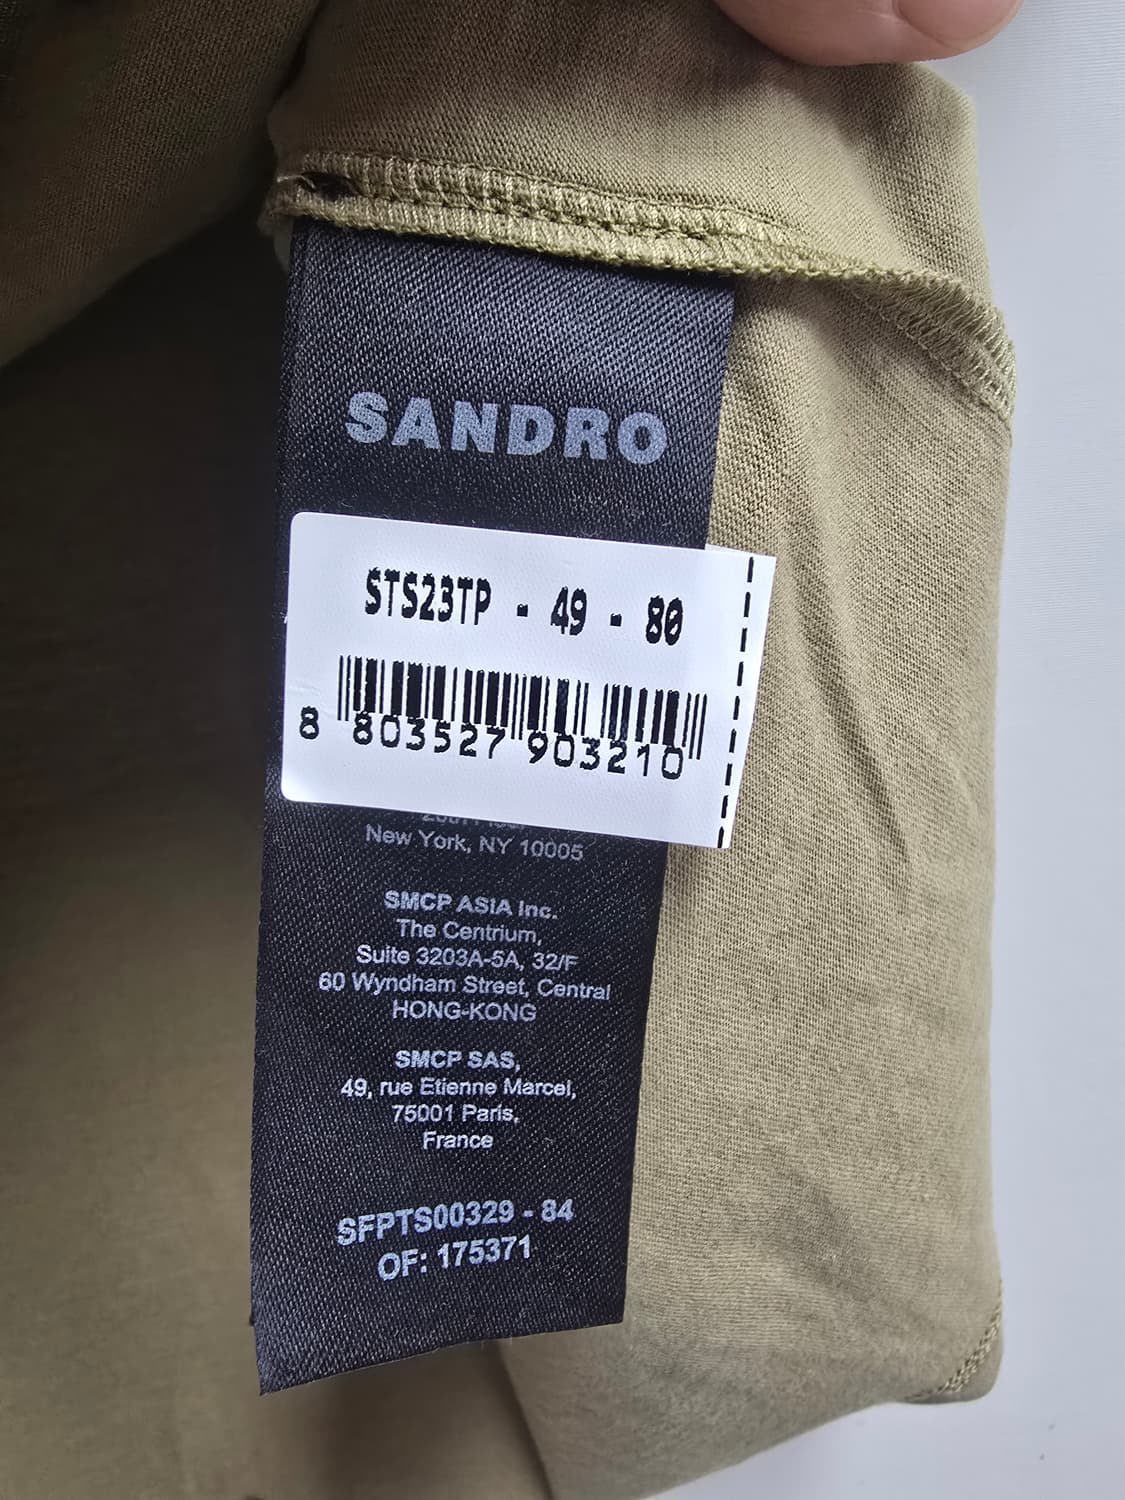 SANDRO
STS23TP - 49 - 80
8 803527 903210
New York, NY 10005
SMCP ASIA Inc.
The Centrium,
Suite 3203A-5A, 32/F
60 Wyndham Street, Central
HONG-KONG
SMCP SAS,
49, rue Etienne Marcel,
75001 Paris,
France
SFPTS00329 - 84
OF: 175371